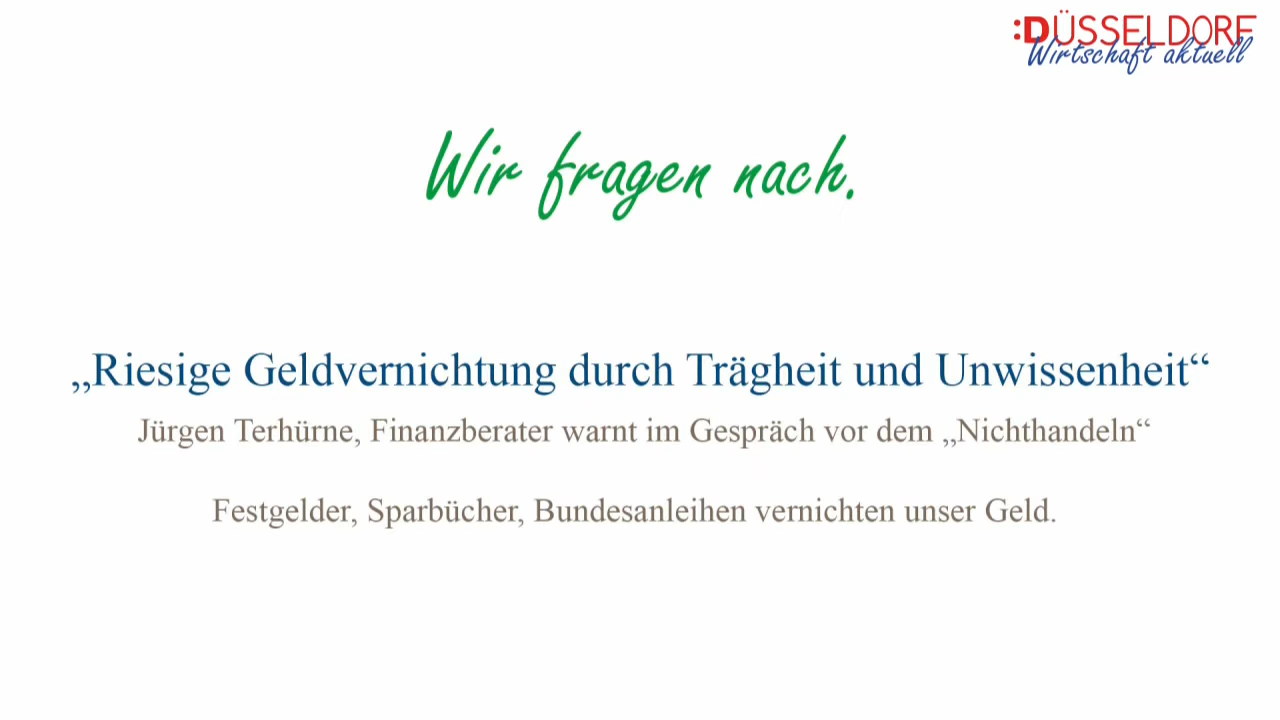 :DÜSSELDORF
Wirtschaft aktuell
Wir fragen nach.
„Riesige Geldvernichtung durch Trägheit und Unwissenheit“
Jürgen Terhürne, Finanzberater warnt im Gespräch vor dem „Nichthandeln“
Festgelder, Sparbücher, Bundesanleihen vernichten unser Geld.